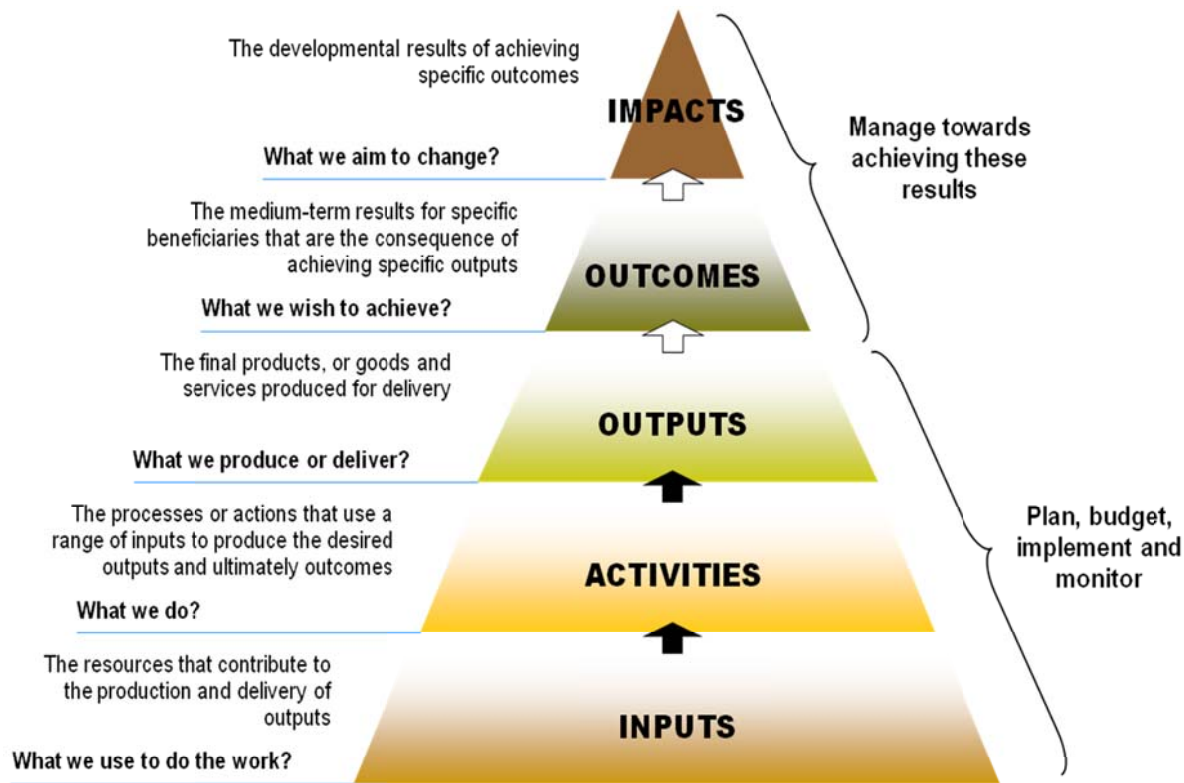 The developmental results of achieving
specific outcomes
IMPACTS
What we aim to change?
Manage towards
achieving these
results
The medium-term results for specific
beneficiaries that are the consequence of
achieving specific outputs
OUTCOMES
What we wish to achieve?
The final products, or goods and
services produced for delivery
OUTPUTS
What we produce or deliver?
The processes or actions that use a
range of inputs to produce the desired
outputs and ultimately outcomes
ACTIVITIES
What we do?
Plan, budget,
implement and
monitor
The resources that contribute to
the production and delivery of
outputs
INPUTS
What we use to do the work?